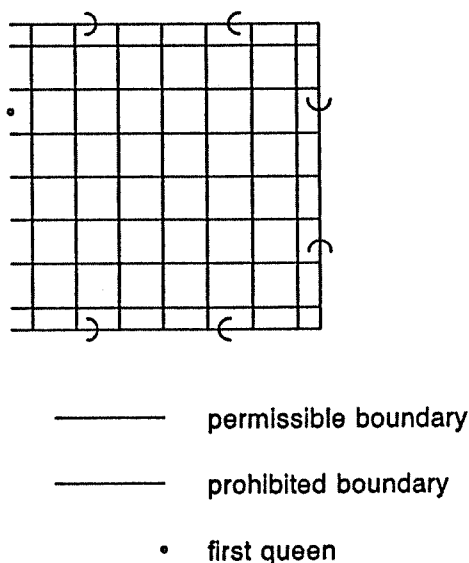 permissible boundary
prohibited boundary
first queen